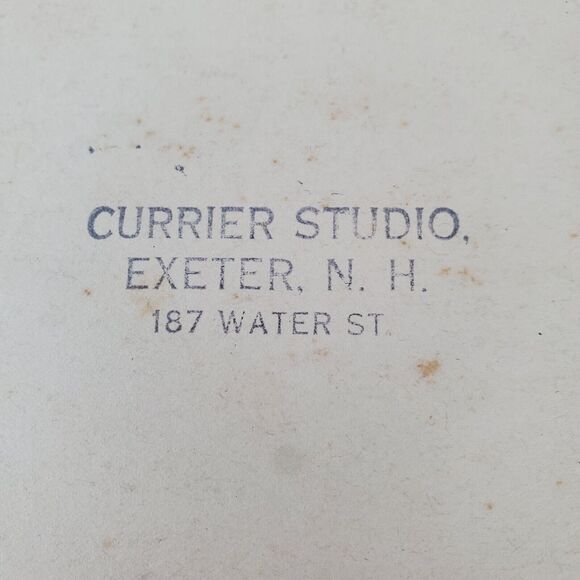 CURRIER STUDIO,
EXETER, N. H.
187 WATER ST.